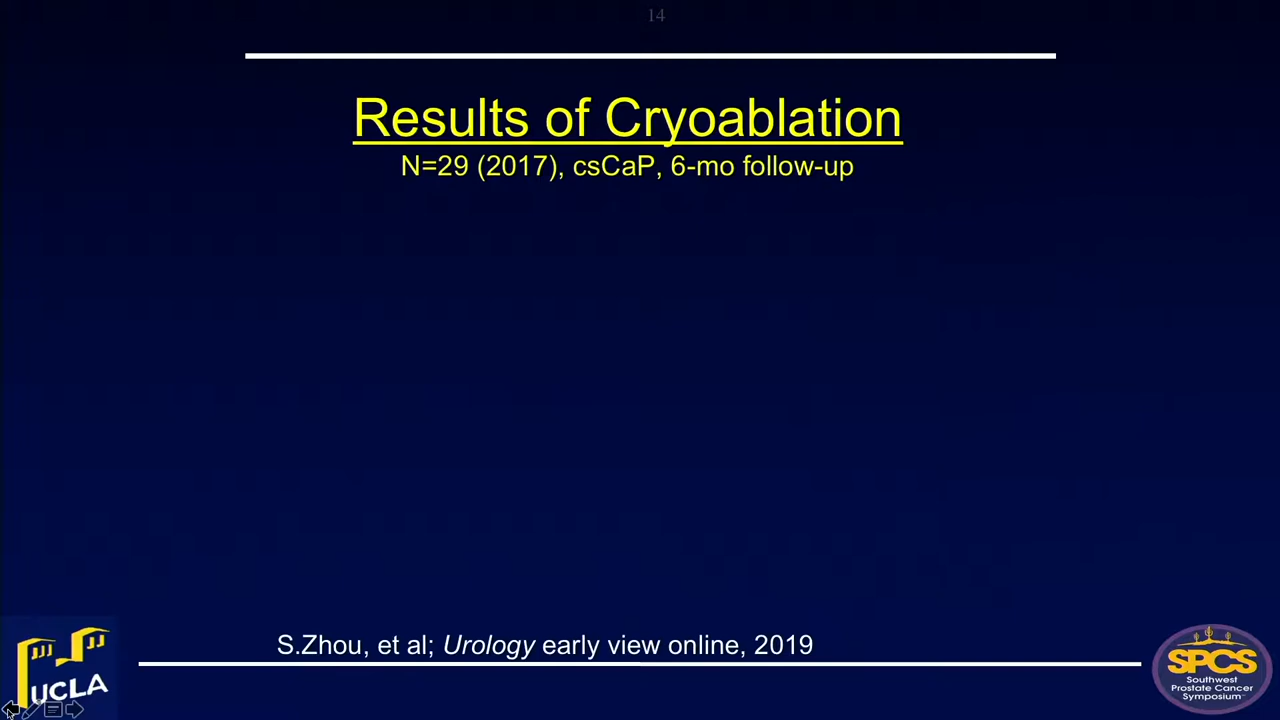 14
Results of Cryoablation
N=29 (2017), csCaP, 6-mo follow-up
S.Zhou, et al; Urology early view online, 2019
UCLA
SPCS
Southwest
Prostate Cancer
Symposium